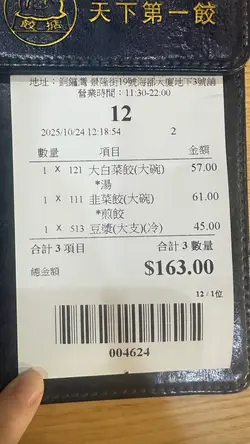 天下第一餃
地址：銅鑼灣 景隆街19號海都大廈地下3號舖
營業時間：11:30-22:00
12
2025/10/24 12:18:54 2
數量 項目 金額
1 X 121 大白菜餃(大碗) 57.00
*湯
1 X 111 韭菜餃(大碗) 61.00
*煎餃
1 X 513 豆漿(大支)(冷) 45.00
合計 3 項目 合計 3 數量
總金額 $163.00
12 / 1位
004624